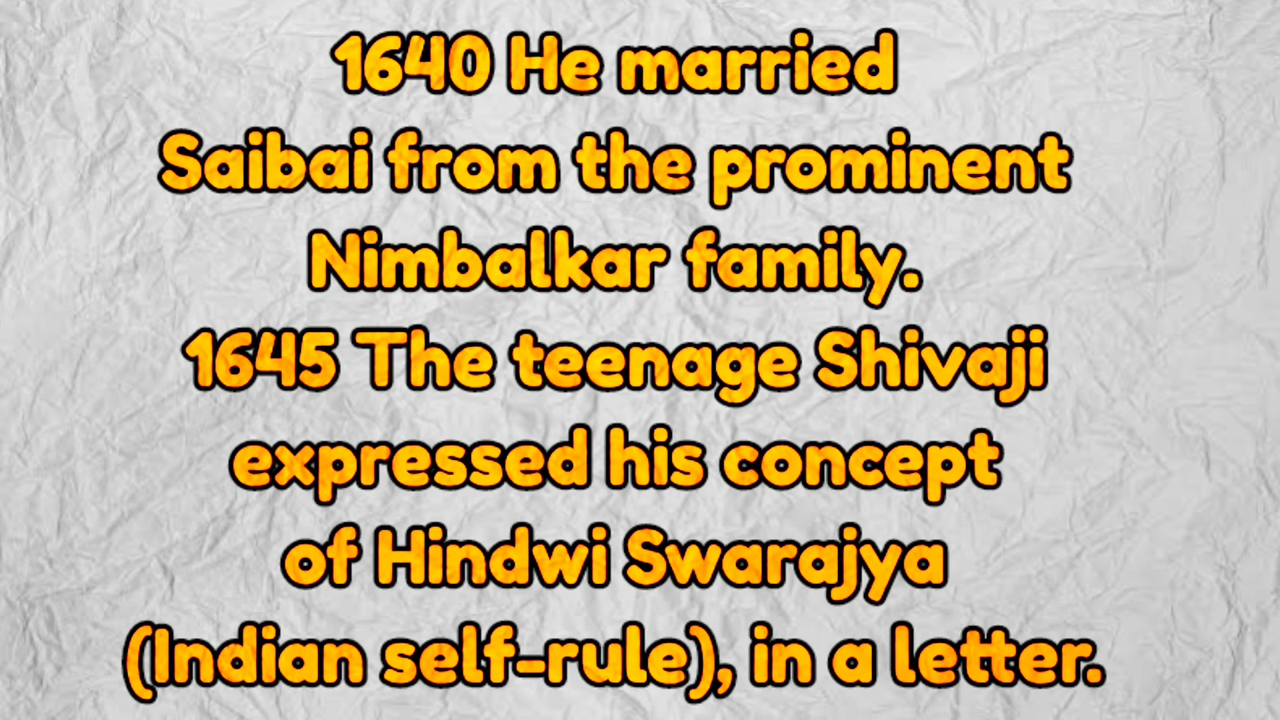 1640 He married
Saibai from the prominent
Nimbalkar family.
1645 The teenage Shivaji
expressed his concept
of Hindwi Swarajya
(Indian self-rule), in a letter.